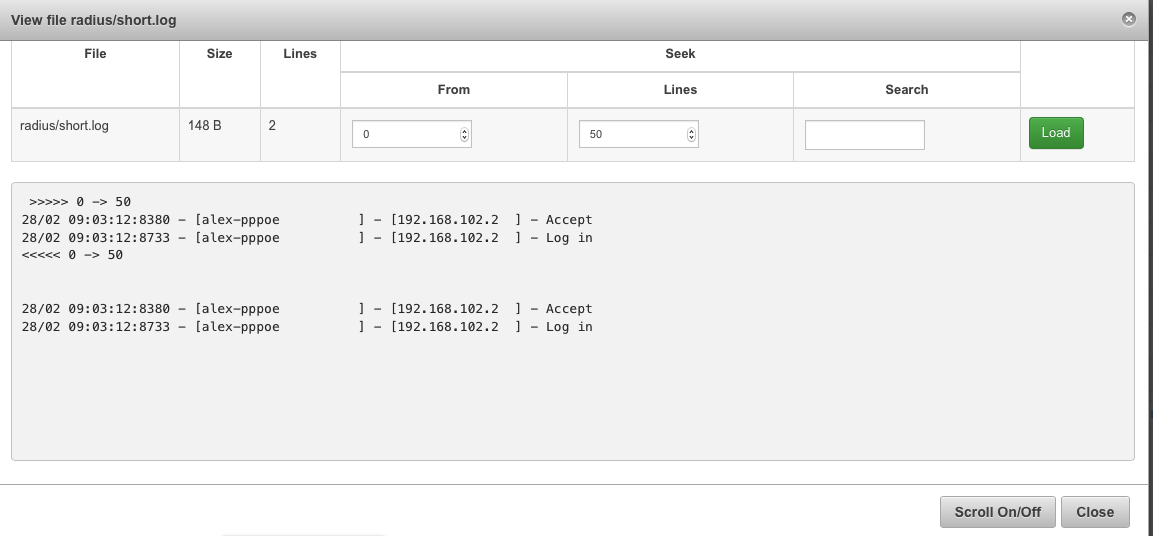 View file radius/short.log
File Size Lines Seek
From Lines Search
radius/short.log 148 B 2 0 50 Load
>>>>> 0 -> 50
28/02 09:03:12:8380 - [alex-pppoe          ] - [192.168.102.2  ] - Accept
28/02 09:03:12:8733 - [alex-pppoe          ] - [192.168.102.2  ] - Log in
<<<<< 0 -> 50
28/02 09:03:12:8380 - [alex-pppoe          ] - [192.168.102.2  ] - Accept
28/02 09:03:12:8733 - [alex-pppoe          ] - [192.168.102.2  ] - Log in
Scroll On/Off Close